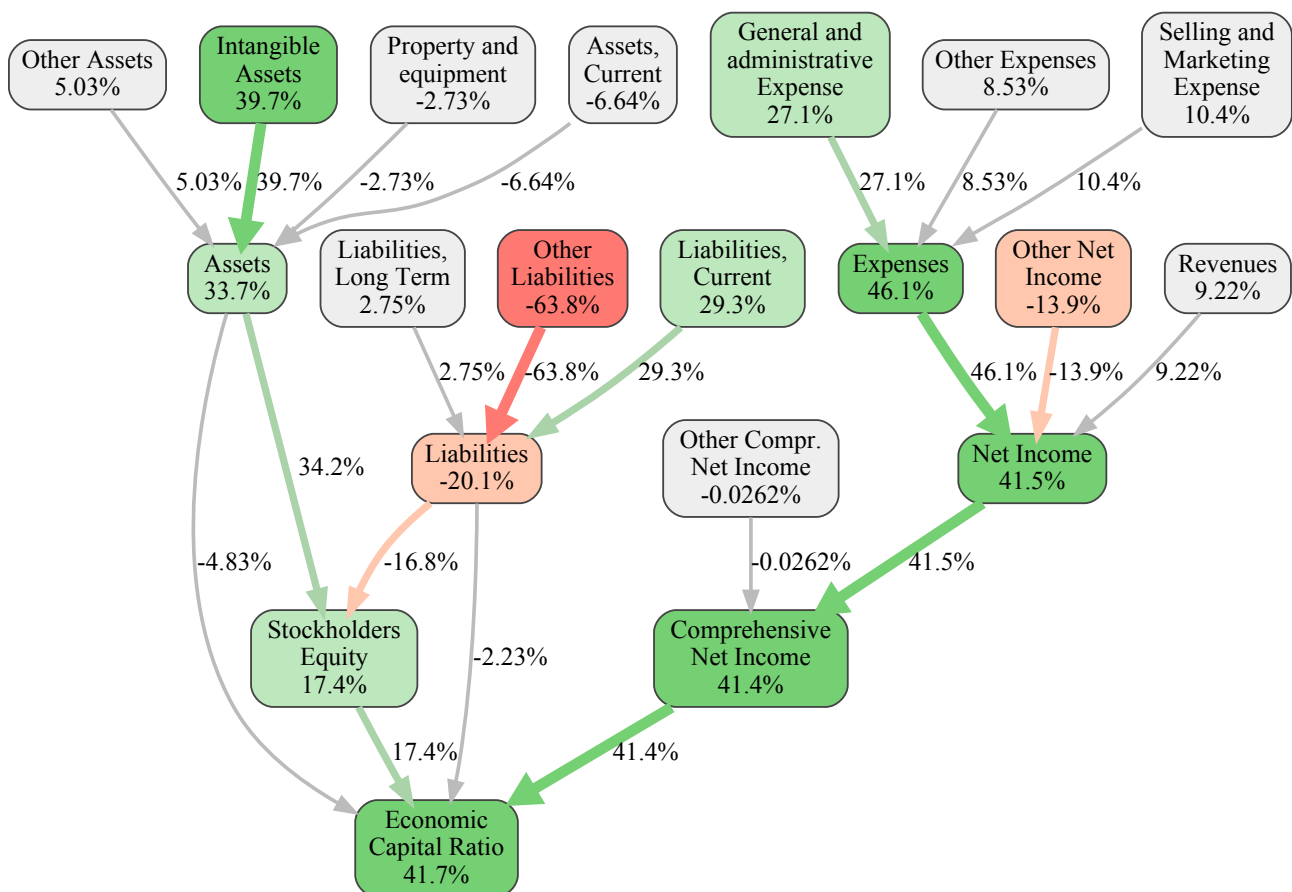 Other Assets
5.03%
Intangible
Assets
39.7%
Property and
equipment
-2.73%
Assets,
Current
-6.64%
General and
administrative
Expense
27.1%
Other Expenses
8.53%
Selling and
Marketing
Expense
10.4%
5.03%
39.7%
-2.73%
-6.64%
27.1%
8.53%
10.4%
Assets
33.7%
Liabilities,
Long Term
2.75%
Other
Liabilities
-63.8%
Liabilities,
Current
29.3%
Expenses
46.1%
Other Net
Income
-13.9%
Revenues
9.22%
2.75%
-63.8%
29.3%
46.1%
-13.9%
9.22%
34.2%
Liabilities
-20.1%
Other Compr.
Net Income
-0.0262%
Net Income
41.5%
-4.83%
-16.8%
-0.0262%
41.5%
Stockholders
Equity
17.4%
-2.23%
Comprehensive
Net Income
41.4%
17.4%
41.4%
Economic
Capital Ratio
41.7%